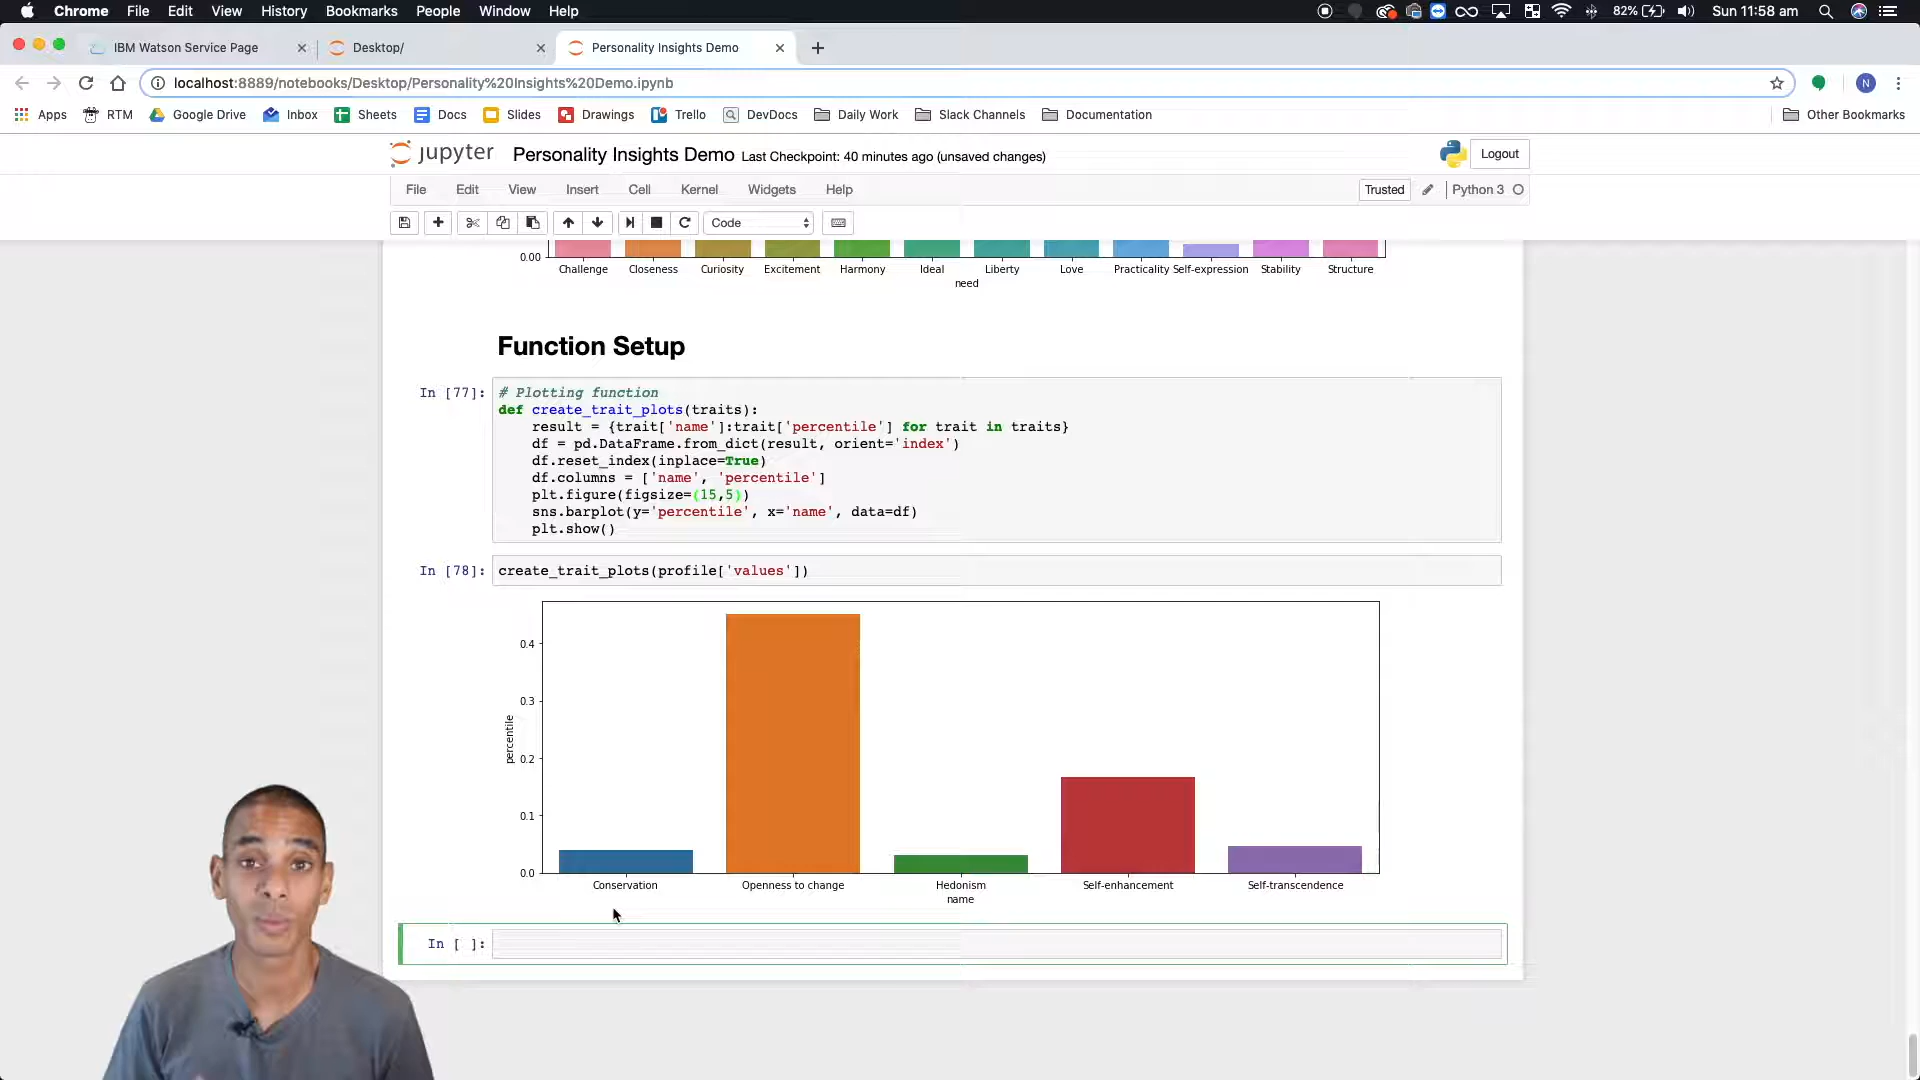 Chrome File Edit View History Bookmarks People Window Help 82% Sun 11:58 am
IBM Watson Service Page Desktop/ Personality Insights Demo
localhost:8889/notebooks/Desktop/Personality%20Insights%20Demo.ipynb N
Apps RTM Google Drive Inbox Sheets Docs Slides Drawings Trello DevDocs Daily Work Slack Channels Documentation Other Bookmarks
jupyter Personality Insights Demo Last Checkpoint: 40 minutes ago (unsaved changes) Logout
File Edit View Insert Cell Kernel Widgets Help Trusted Python 3
Code
0.00
Challenge Closeness Curiosity Excitement Harmony Ideal Liberty Love Practicality Self-expression Stability Structure
need
Function Setup
In [77]: # Plotting function
def create_trait_plots(traits):
    result = {trait['name']:trait['percentile'] for trait in traits}
    df = pd.DataFrame.from_dict(result, orient='index')
    df.reset_index(inplace=True)
    df.columns = ['name', 'percentile']
    plt.figure(figsize=(15,5))
    sns.barplot(y='percentile', x='name', data=df)
    plt.show()
In [78]: create_trait_plots(profile['values'])
0.4
0.3
percentile
0.2
0.1
0.0
Conservation Openness to change Hedonism Self-enhancement Self-transcendence
name
In [ ]: